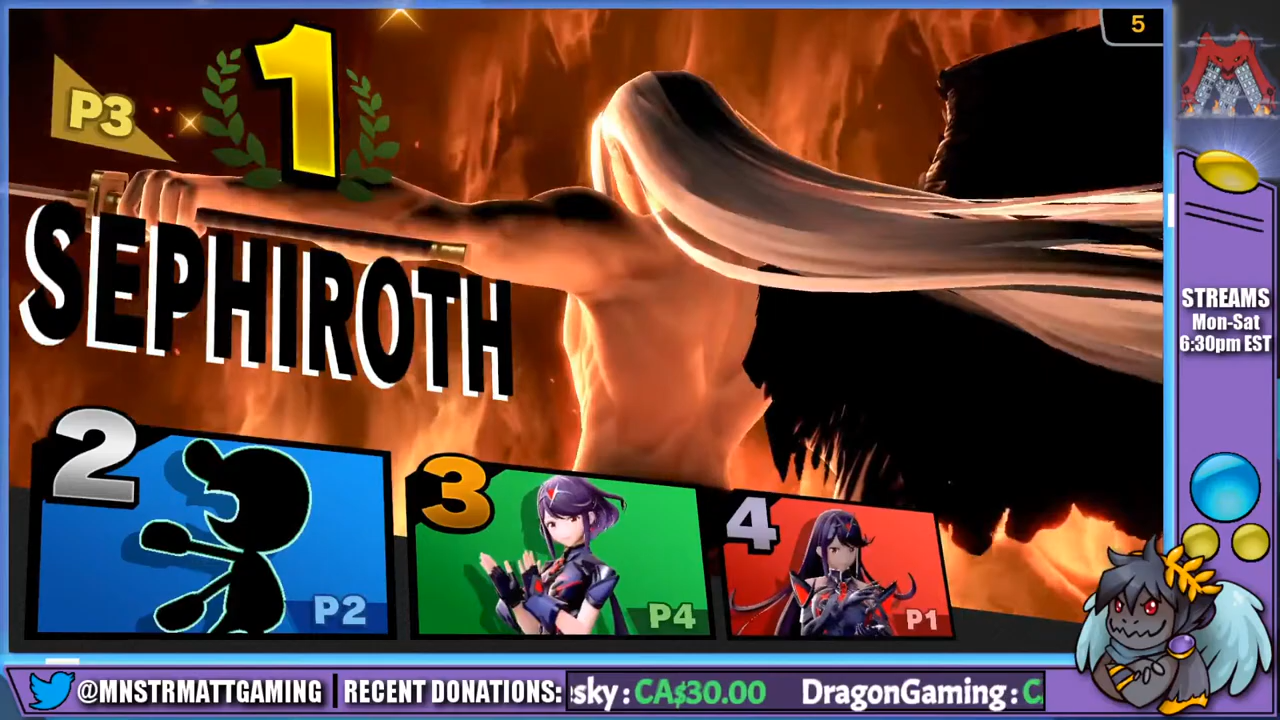 5
P3
1
SEPHIROTH
2
P2
3
P4
4
P1
STREAMS
Mon-Sat
6:30pm EST
@MNSTRMATTGAMING | RECENT DONATIONS: sky: CA$30.00 DragonGaming: C